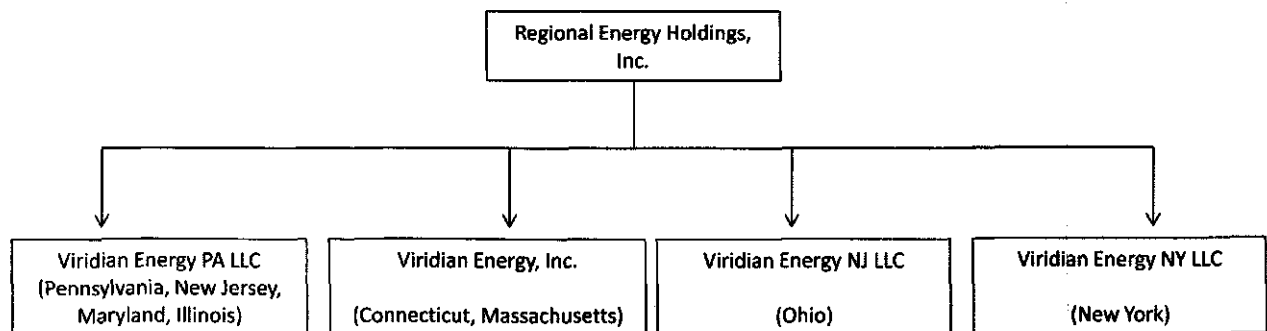 Regional Energy Holdings,
Inc.
Viridian Energy PA LLC
(Pennsylvania, New Jersey,
Maryland, Illinois)
Viridian Energy, Inc.
(Connecticut, Massachusetts)
Viridian Energy NJ LLC
(Ohio)
Viridian Energy NY LLC
(New York)